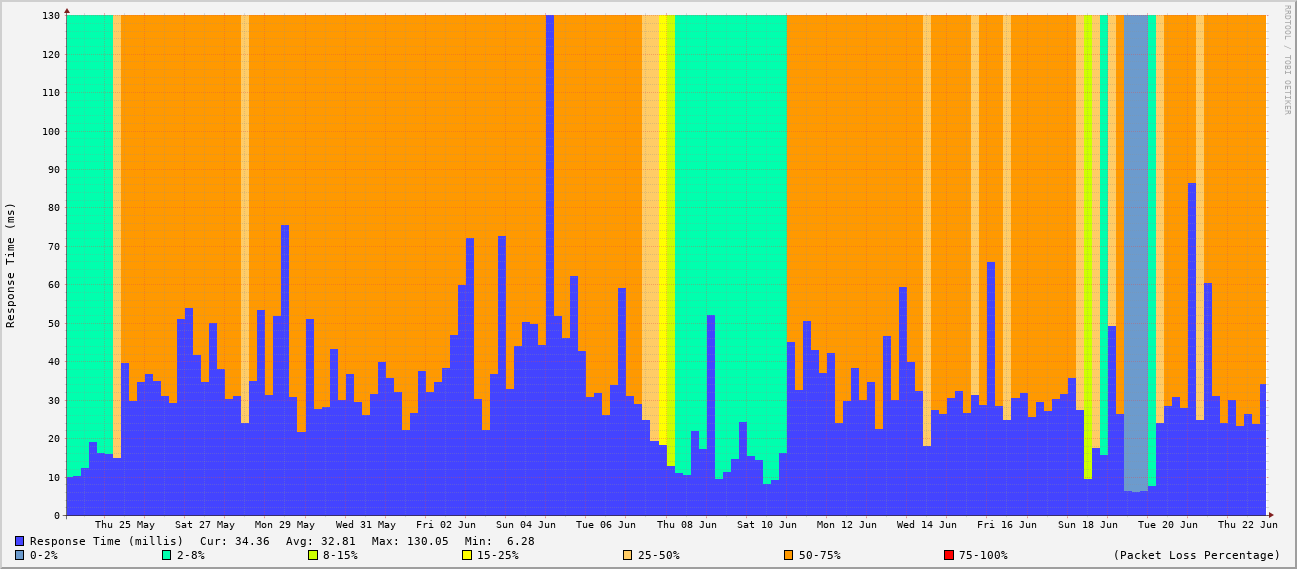 RRDTOOL / TOBI OETIKER
Response Time (ms)
130
120
110
100
90
80
70
60
50
40
30
20
10
0
Thu 25 May Sat 27 May Mon 29 May Wed 31 May Fri 02 Jun Sun 04 Jun Tue 06 Jun Thu 08 Jun Sat 10 Jun Mon 12 Jun Wed 14 Jun Fri 16 Jun Sun 18 Jun Tue 20 Jun Thu 22 Jun
Response Time (millis) Cur: 34.36 Avg: 32.81 Max: 130.05 Min: 6.28
0-2% 2-8% 8-15% 15-25% 25-50% 50-75% 75-100% (Packet Loss Percentage)